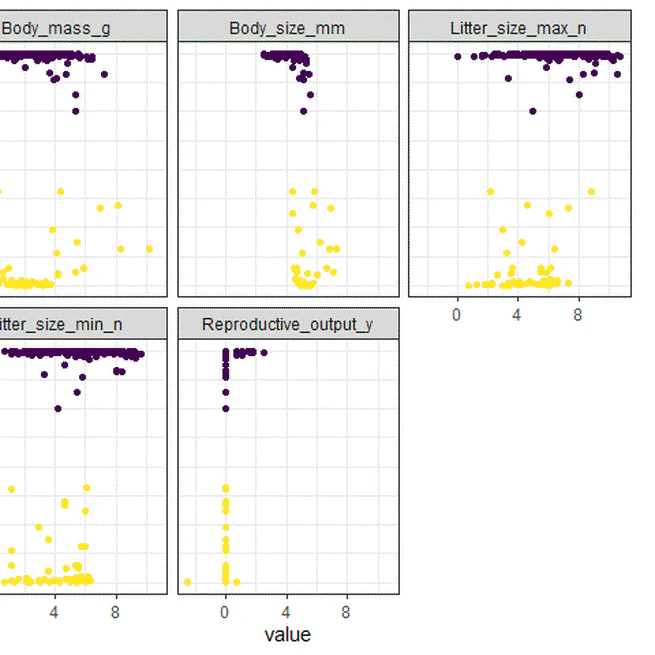 Body_mass_g Body_size_mm Litter_size_max_n
0 4 8
itter_size_min_n Reproductive_output_y
4 8 0 4 8
value